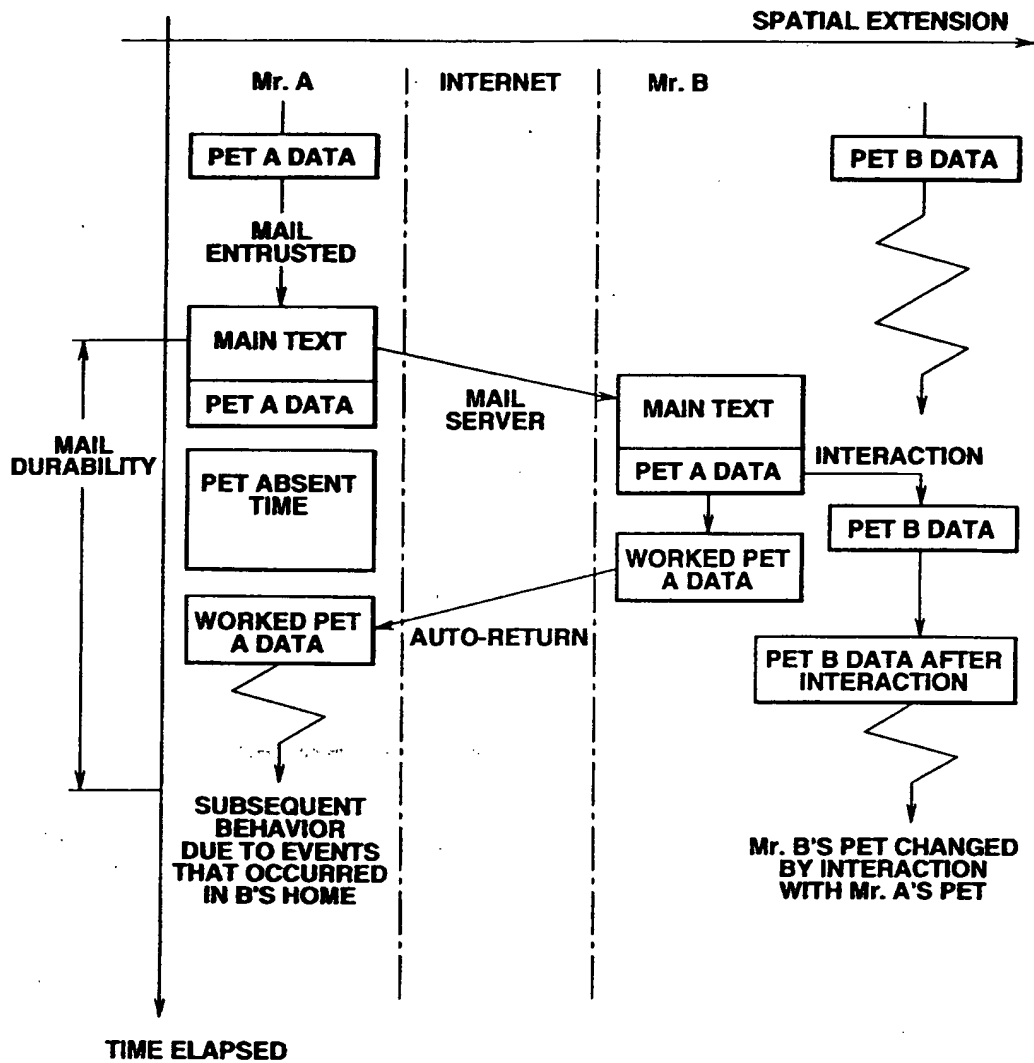 SPATIAL EXTENSION
Mr. A
INTERNET
Mr. B
PET A DATA
PET B DATA
MAIL
ENTRUSTED
MAIN TEXT
PET A DATA
MAIL
SERVER
MAIN TEXT
PET A DATA
INTERACTION
MAIL
DURABILITY
PET ABSENT
TIME
PET B DATA
WORKED PET
A DATA
WORKED PET
A DATA
AUTO-RETURN
PET B DATA AFTER
INTERACTION
SUBSEQUENT
BEHAVIOR
DUE TO EVENTS
THAT OCCURRED
IN B'S HOME
Mr. B'S PET CHANGED
BY INTERACTION
WITH Mr. A'S PET
TIME ELAPSED